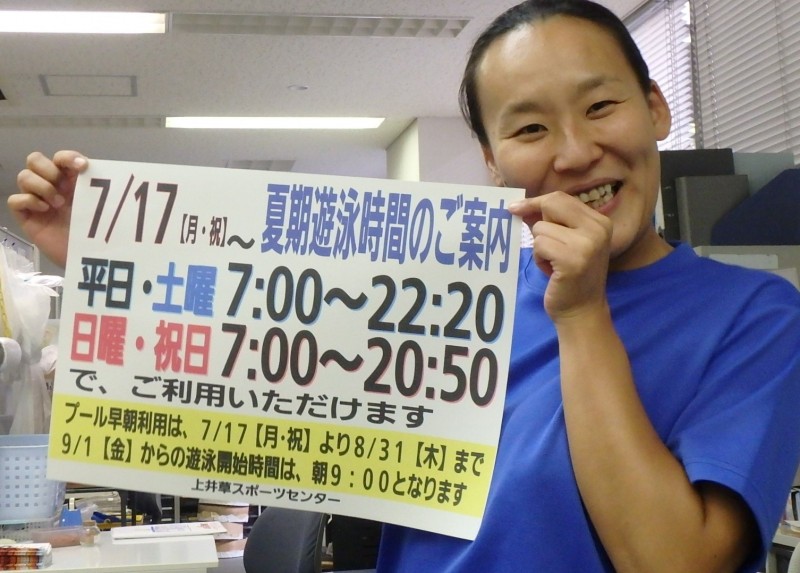 7/17【月・祝】～ 夏期遊泳時間のご案内
平日・土曜 7:00～22:20
日曜・祝日 7:00～20:50
で、ご利用いただけます
プール早朝利用は、7/17【月・祝】より8/31【木】まで
9/1【金】からの遊泳開始時間は、朝9:00となります
上井草スポーツセンター